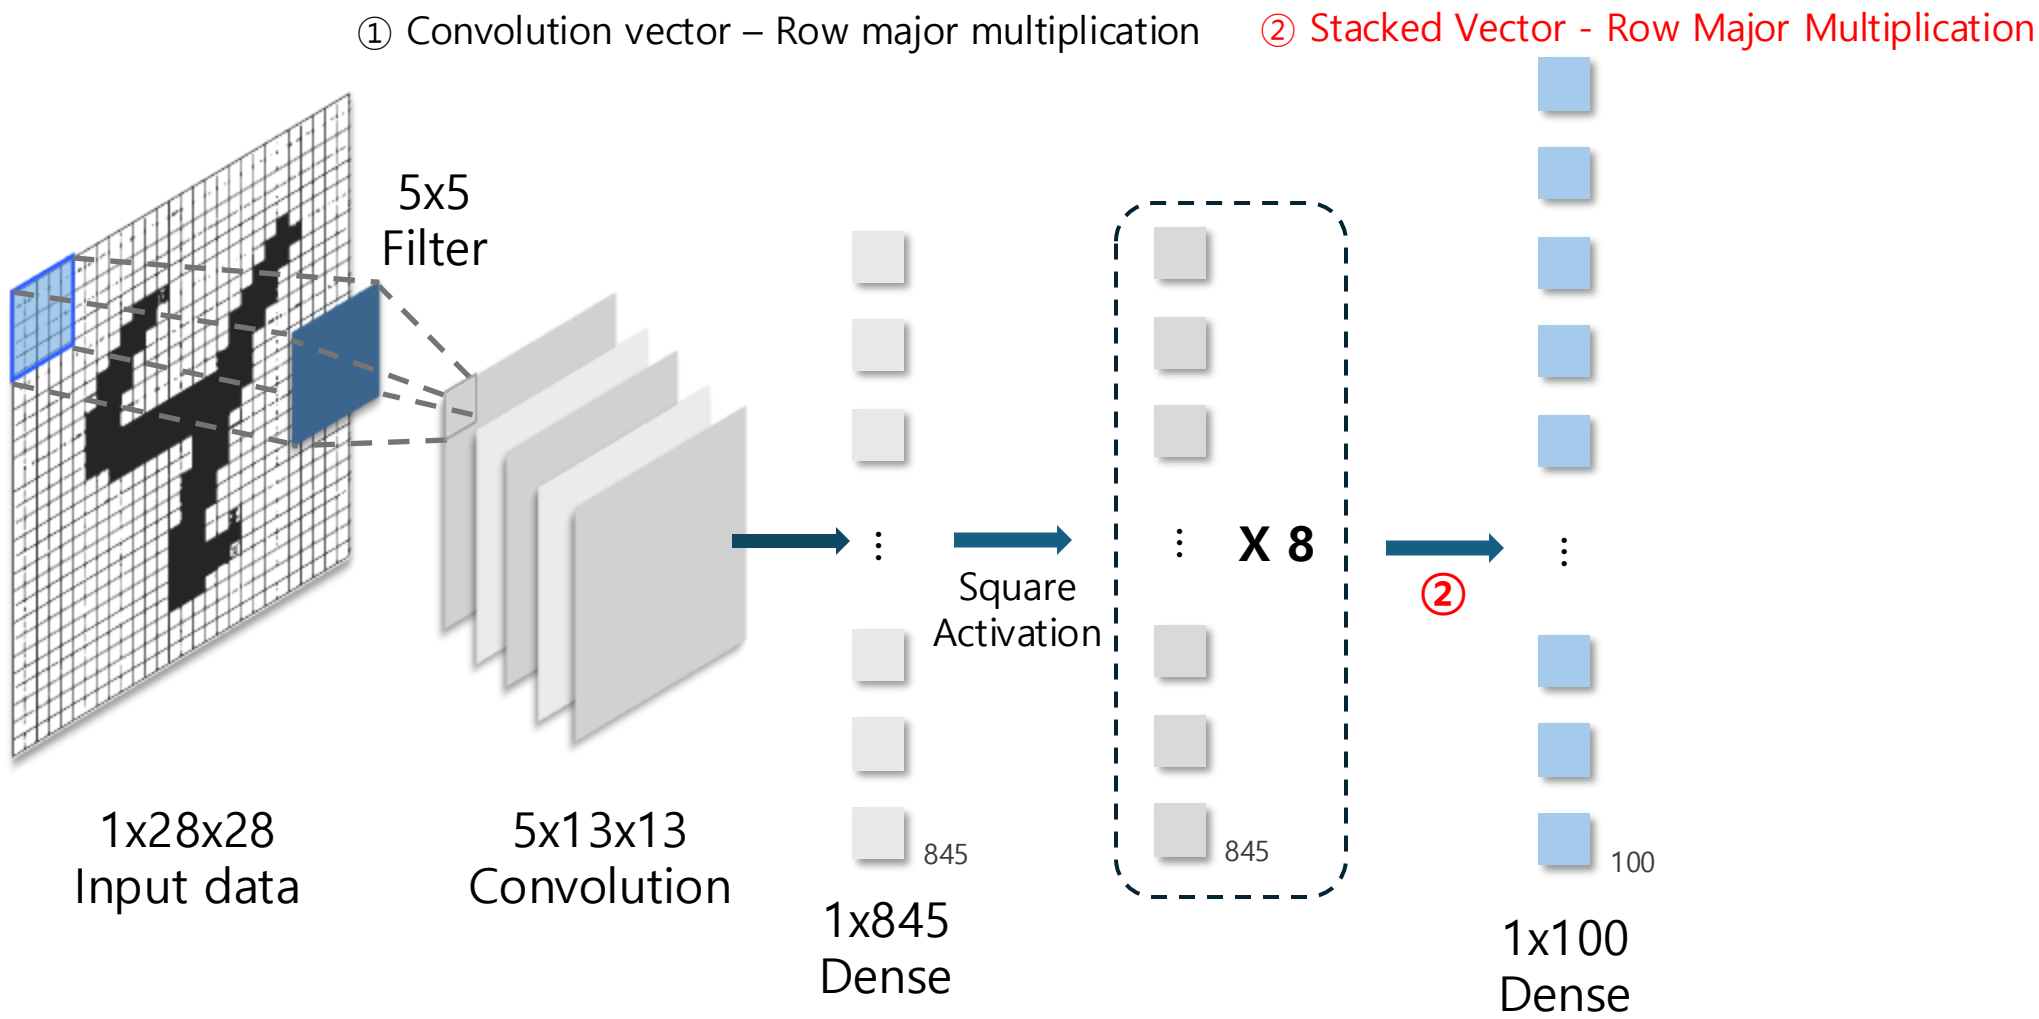 ① Convolution vector – Row major multiplication
② Stacked Vector - Row Major Multiplication
5x5
Filter
⋮
Square
Activation
⋮
X 8
②
⋮
1x28x28
Input data
5x13x13
Convolution
845
1x845
Dense
845
100
1x100
Dense